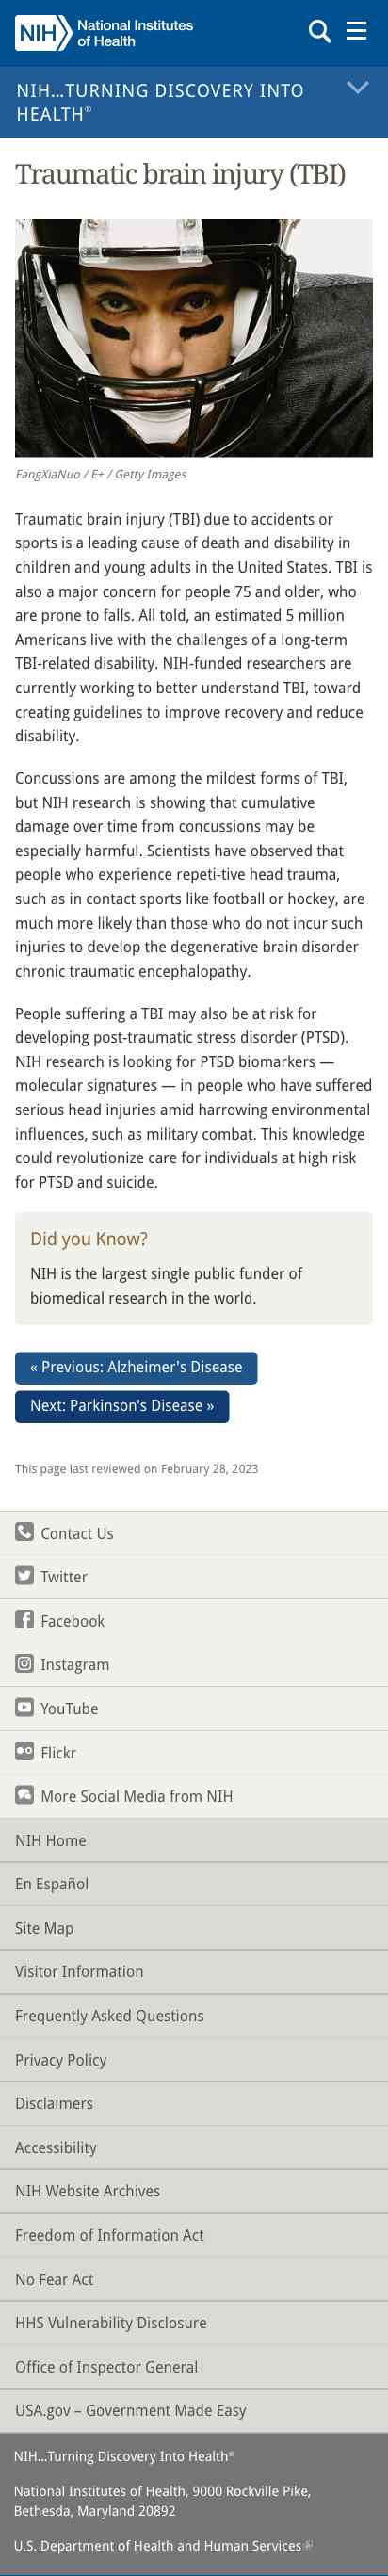 NIH National Institutes
of Health
NIH…TURNING DISCOVERY INTO
HEALTH®
Traumatic brain injury (TBI)
FangXiaNuo / E+ / Getty Images
Traumatic brain injury (TBI) due to accidents or
sports is a leading cause of death and disability in
children and young adults in the United States. TBI is
also a major concern for people 75 and older, who
are prone to falls. All told, an estimated 5 million
Americans live with the challenges of a long-term
TBI-related disability. NIH-funded researchers are
currently working to better understand TBI, toward
creating guidelines to improve recovery and reduce
disability.
Concussions are among the mildest forms of TBI,
but NIH research is showing that cumulative
damage over time from concussions may be
especially harmful. Scientists have observed that
people who experience repeti-tive head trauma,
such as in contact sports like football or hockey, are
much more likely than those who do not incur such
injuries to develop the degenerative brain disorder
chronic traumatic encephalopathy.
People suffering a TBI may also be at risk for
developing post-traumatic stress disorder (PTSD).
NIH research is looking for PTSD biomarkers —
molecular signatures — in people who have suffered
serious head injuries amid harrowing environmental
influences, such as military combat. This knowledge
could revolutionize care for individuals at high risk
for PTSD and suicide.
Did you Know?
NIH is the largest single public funder of
biomedical research in the world.
« Previous: Alzheimer's Disease
Next: Parkinson's Disease »
This page last reviewed on February 28, 2023
Contact Us
Twitter
Facebook
Instagram
YouTube
Flickr
More Social Media from NIH
NIH Home
En Español
Site Map
Visitor Information
Frequently Asked Questions
Privacy Policy
Disclaimers
Accessibility
NIH Website Archives
Freedom of Information Act
No Fear Act
HHS Vulnerability Disclosure
Office of Inspector General
USA.gov – Government Made Easy
NIH…Turning Discovery Into Health®
National Institutes of Health, 9000 Rockville Pike,
Bethesda, Maryland 20892
U.S. Department of Health and Human Services